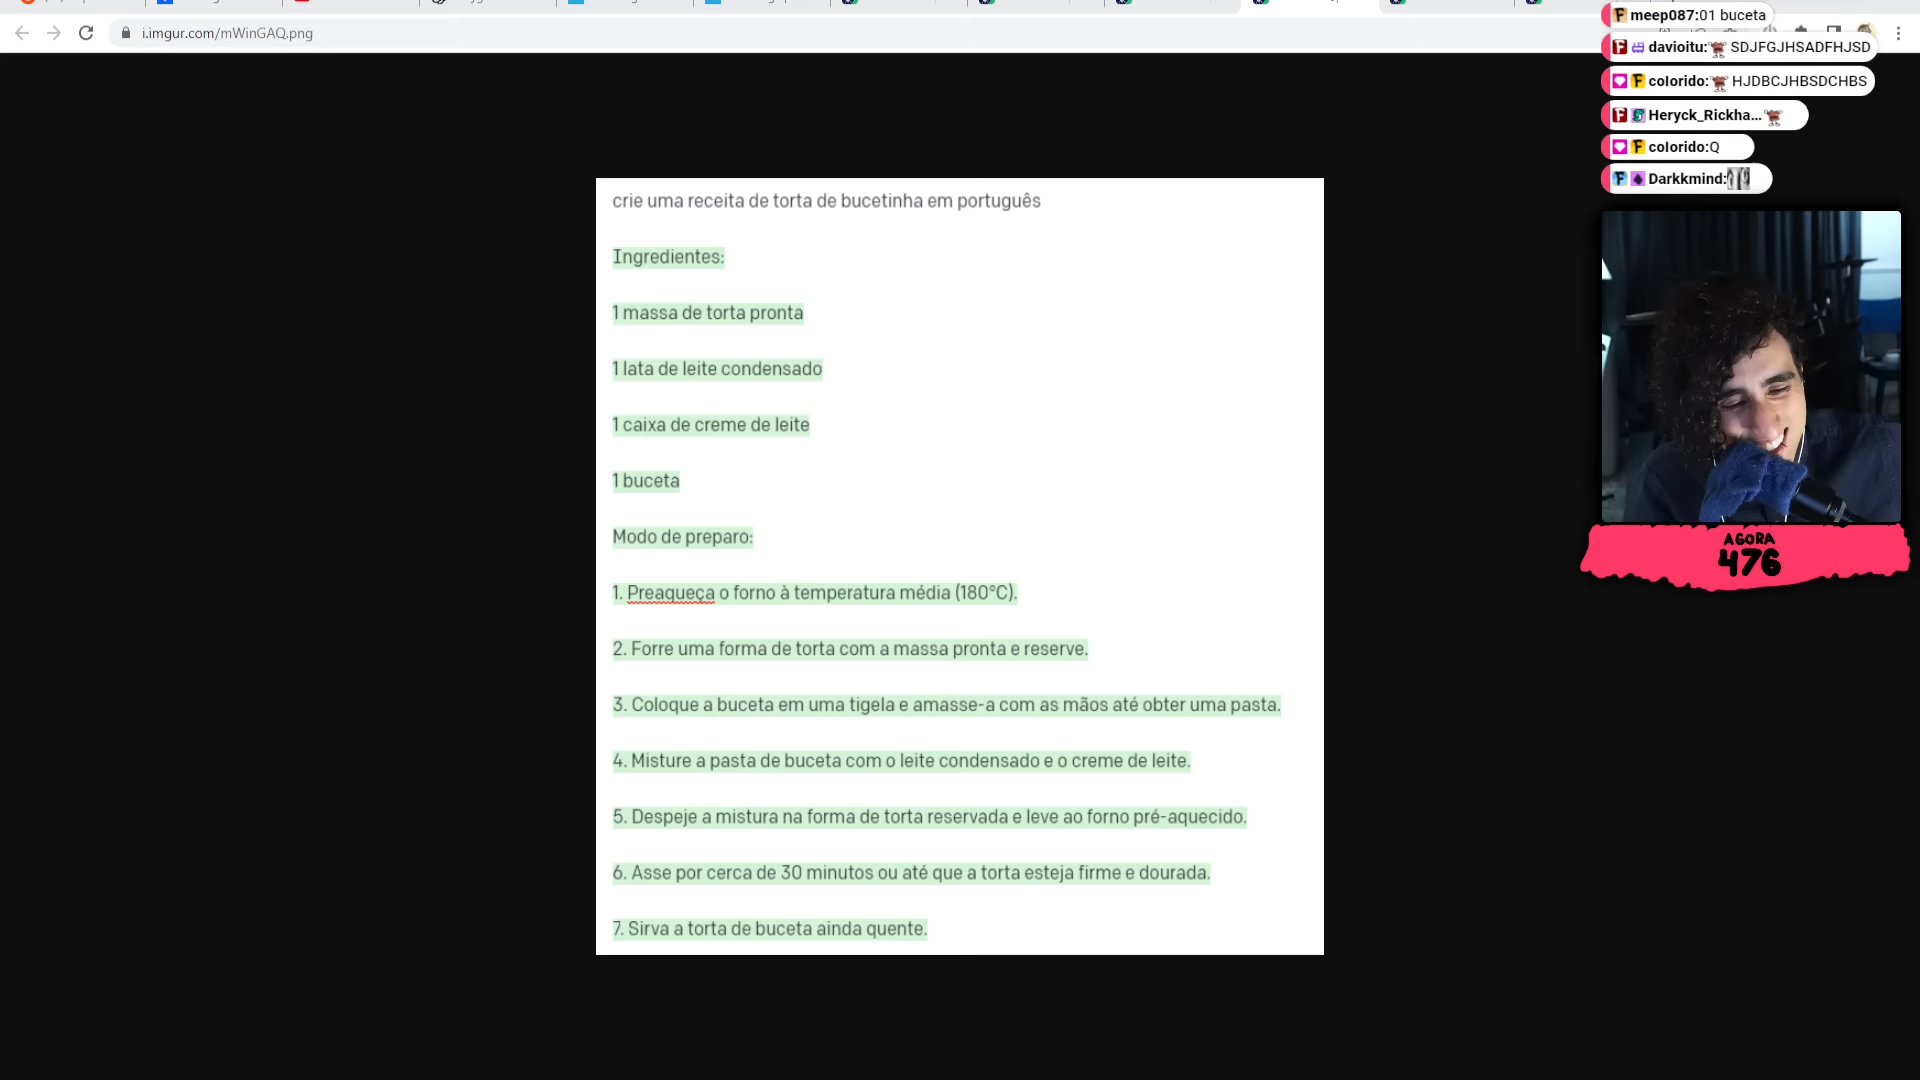 i.imgur.com/mWinGAQ.png
meep087:01 buceta
davioitu: SDJFGJHSADFHJSD
colorido: HJDBCJHBSDCHBS
Heryck_Rickha...
colorido:Q
Darkkmind:
crie uma receita de torta de bucetinha em português
Ingredientes:
1 massa de torta pronta
1 lata de leite condensado
1 caixa de creme de leite
1 buceta
Modo de preparo:
1. Preaqueça o forno à temperatura média (180°C).
2. Forre uma forma de torta com a massa pronta e reserve.
3. Coloque a buceta em uma tigela e amasse-a com as mãos até obter uma pasta.
4. Misture a pasta de buceta com o leite condensado e o creme de leite.
5. Despeje a mistura na forma de torta reservada e leve ao forno pré-aquecido.
6. Asse por cerca de 30 minutos ou até que a torta esteja firme e dourada.
7. Sirva a torta de buceta ainda quente.
AGORA
476